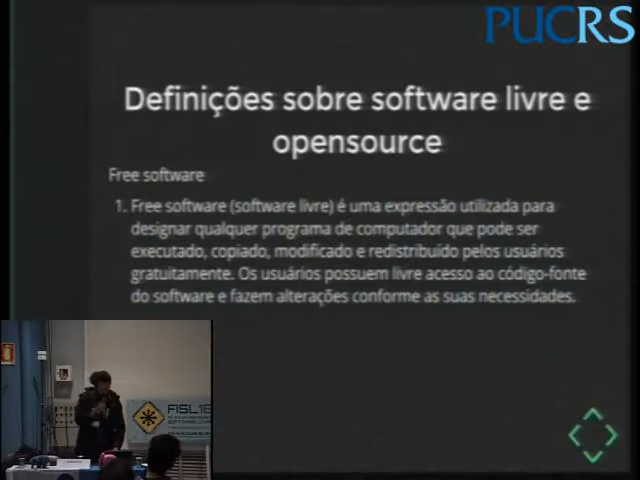 PUCRS
Definições sobre software livre e
opensource
Free software
1. Free software (software livre) é uma expressão utilizada para
designar qualquer programa de computador que pode ser
executado, copiado, modificado e redistribuído pelos usuários
gratuitamente. Os usuários possuem livre acesso ao código-fonte
do software e fazem alterações conforme as suas necessidades.
SOFTWARE